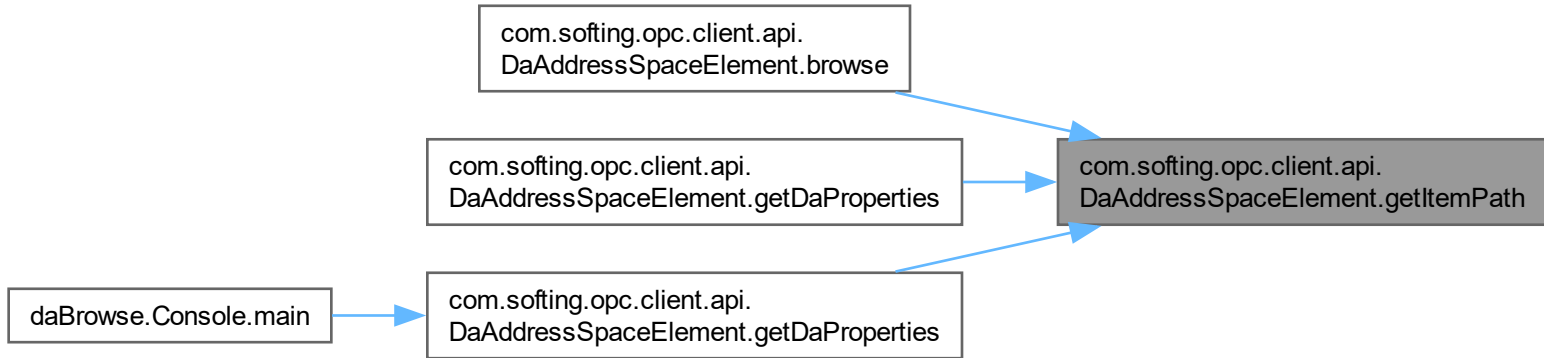 com.softing.opc.client.api.
DaAddressSpaceElement.browse
com.softing.opc.client.api.
DaAddressSpaceElement.getDaProperties
com.softing.opc.client.api.
DaAddressSpaceElement.getItemPath
daBrowse.Console.main
com.softing.opc.client.api.
DaAddressSpaceElement.getDaProperties